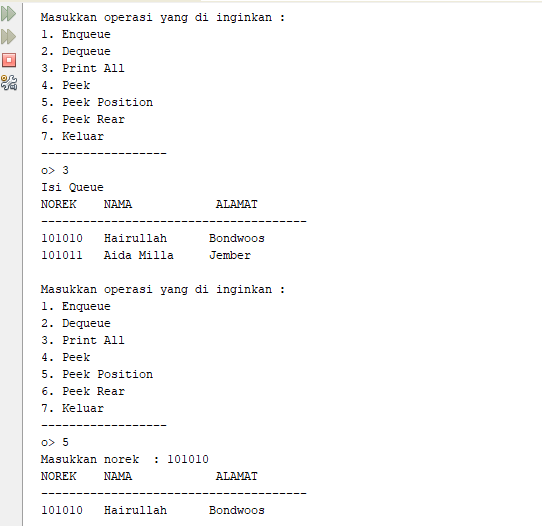 Masukkan operasi yang di inginkan :
1. Enqueue
2. Dequeue
3. Print All
4. Peek
5. Peek Position
6. Peek Rear
7. Keluar
------------------
o> 3
Isi Queue
NOREK    NAMA            ALAMAT
--------------------------------------
101010   Hairullah      Bondwoos
101011   Aida Milla     Jember
Masukkan operasi yang di inginkan :
1. Enqueue
2. Dequeue
3. Print All
4. Peek
5. Peek Position
6. Peek Rear
7. Keluar
------------------
o> 5
Masukkan norek  : 101010
NOREK    NAMA            ALAMAT
--------------------------------------
101010   Hairullah      Bondwoos